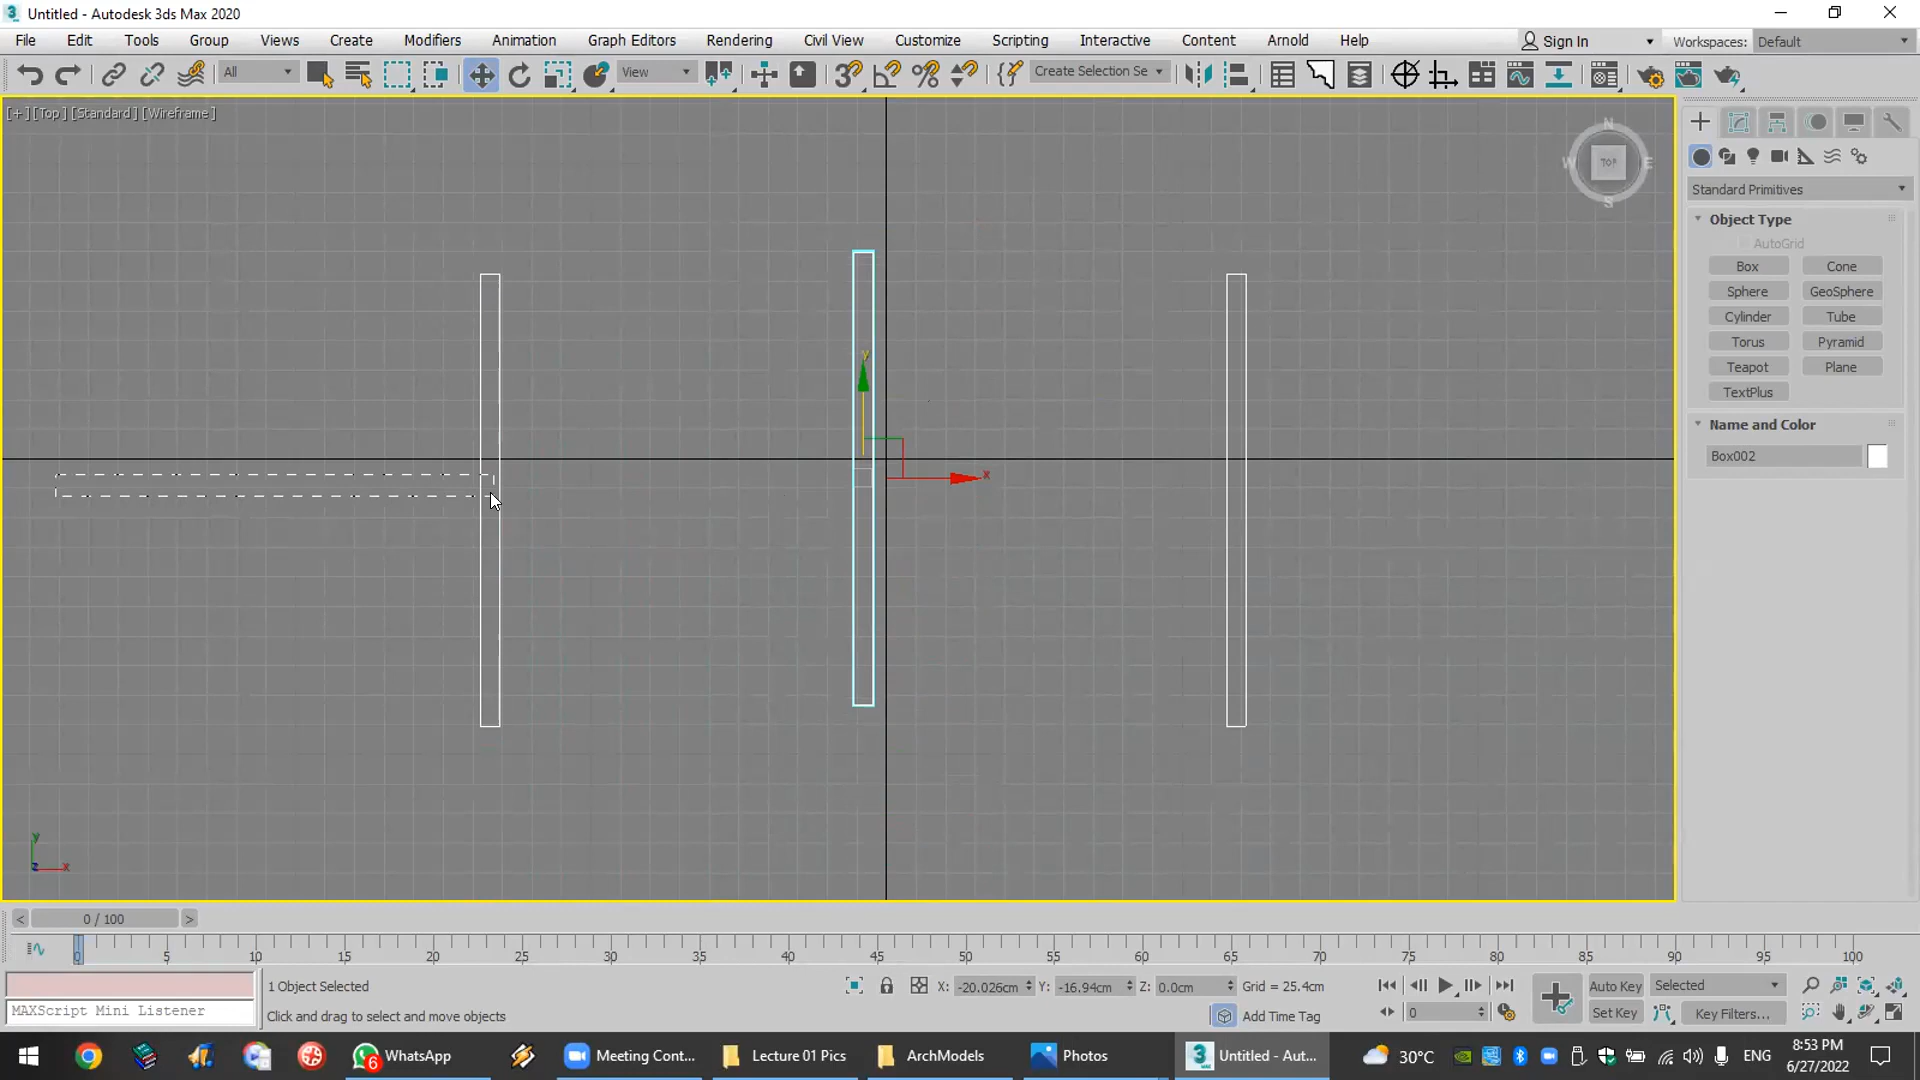 Untitled - Autodesk 3ds Max 2020
File Edit Tools Group Views Create Modifiers Animation Graph Editors Rendering Civil View Customize Scripting Interactive Content Arnold Help Sign In Workspaces: Default
All View Create Selection Se
[+] [Top] [Standard] [Wireframe]
N
W TOP E
S
Standard Primitives
Object Type
AutoGrid
Box Cone
Sphere GeoSphere
Cylinder Tube
Torus Pyramid
Teapot Plane
TextPlus
Name and Color
Box002
y
x
y
z x
< 0 / 100 >
0 5 10 15 20 25 30 35 40 45 50 55 60 65 70 75 80 85 90 95 100
1 Object Selected X: -20.026cm Y: -16.94cm Z: 0.0cm Grid = 25.4cm Auto Key Selected
MAXScript Mini Listener Click and drag to select and move objects Add Time Tag 0 Set Key Key Filters...
6 WhatsApp Meeting Cont... Lecture 01 Pics ArchModels Photos 3 MAX Untitled - Aut... 30°C ENG 8:53 PM
6/27/2022